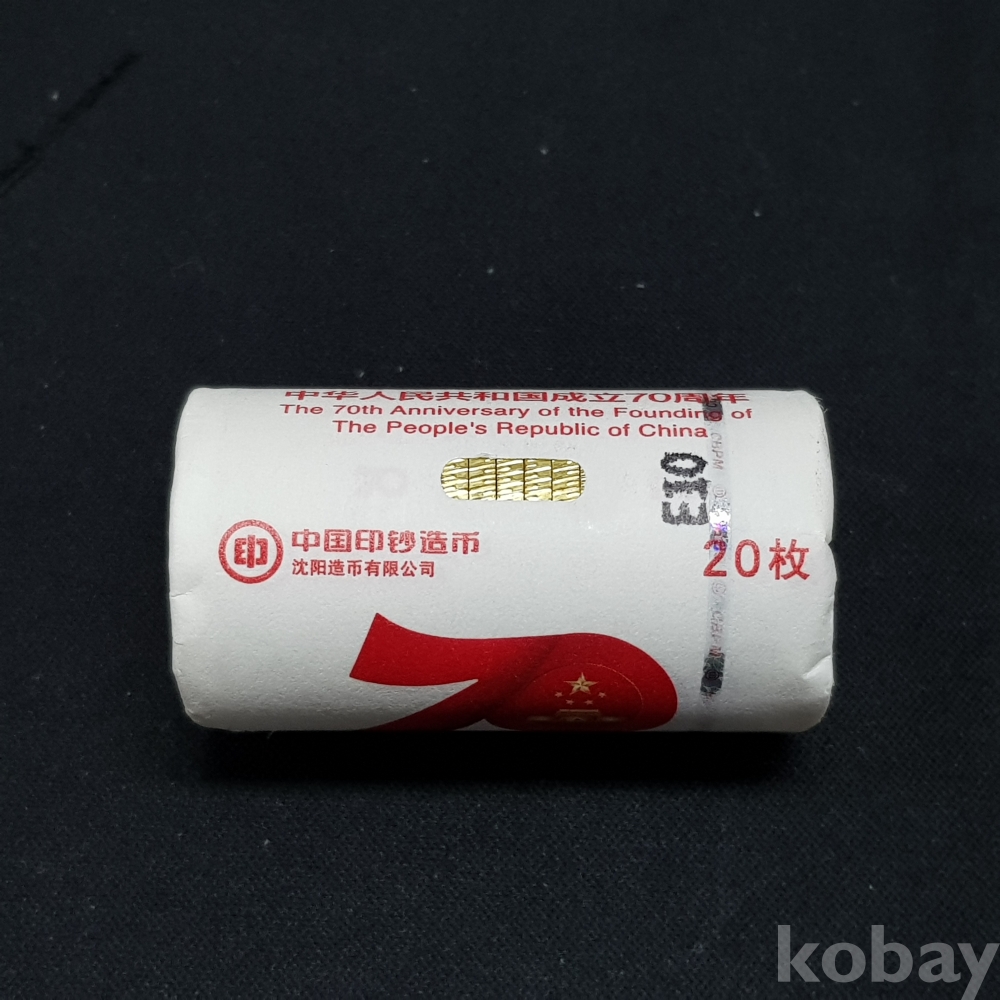 中华人民共和国成立70周年
The 70th Anniversary of the Founding of
The People's Republic of China
E10
印 中国印钞造币
沈阳造币有限公司
20枚
CBPM
kobay